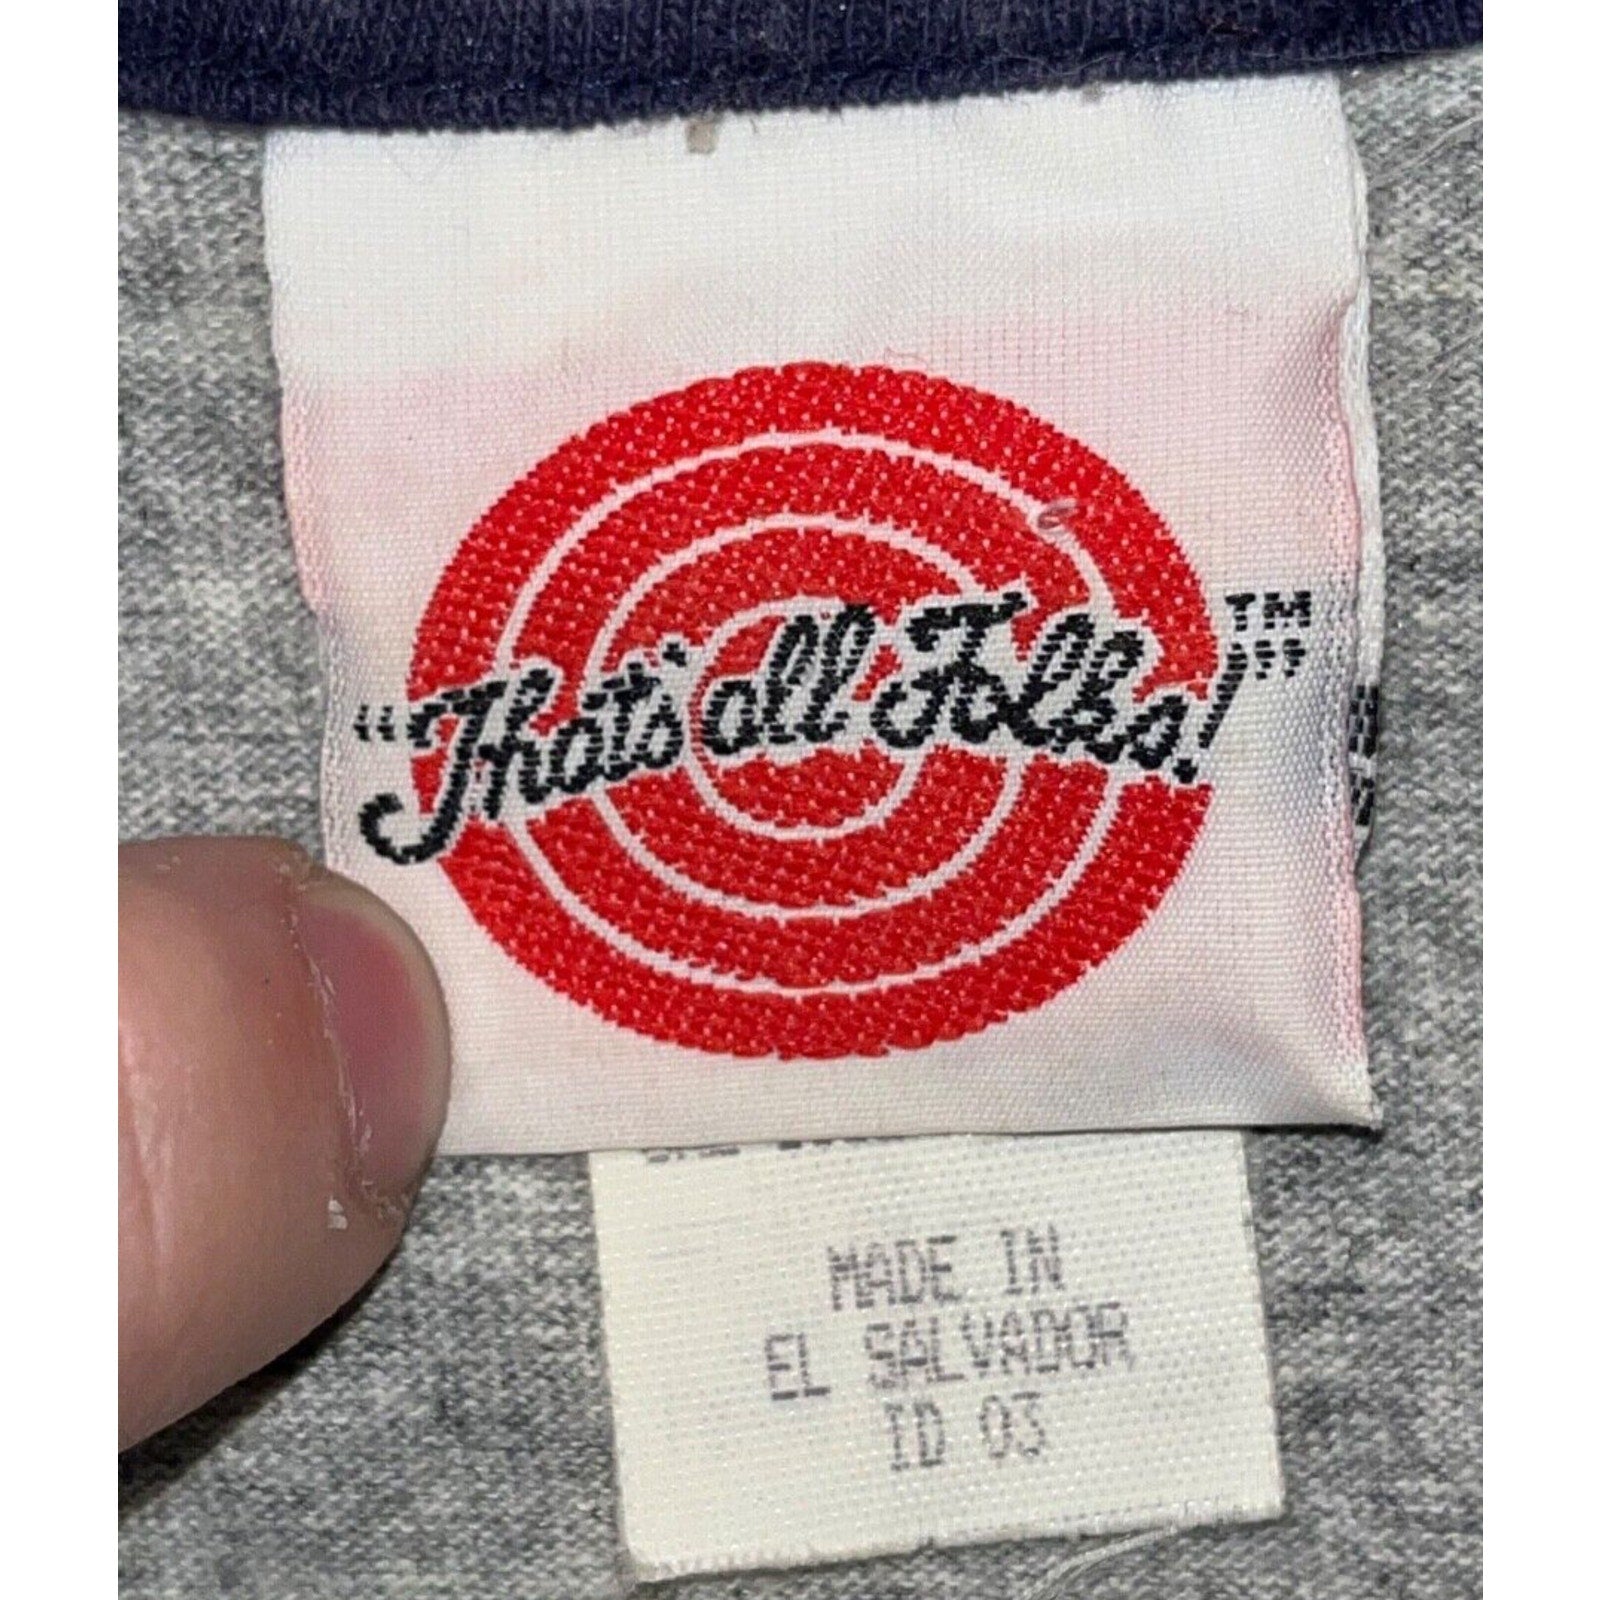 “That's all Folks!” ™
MADE IN
EL SALVADOR
ID 03